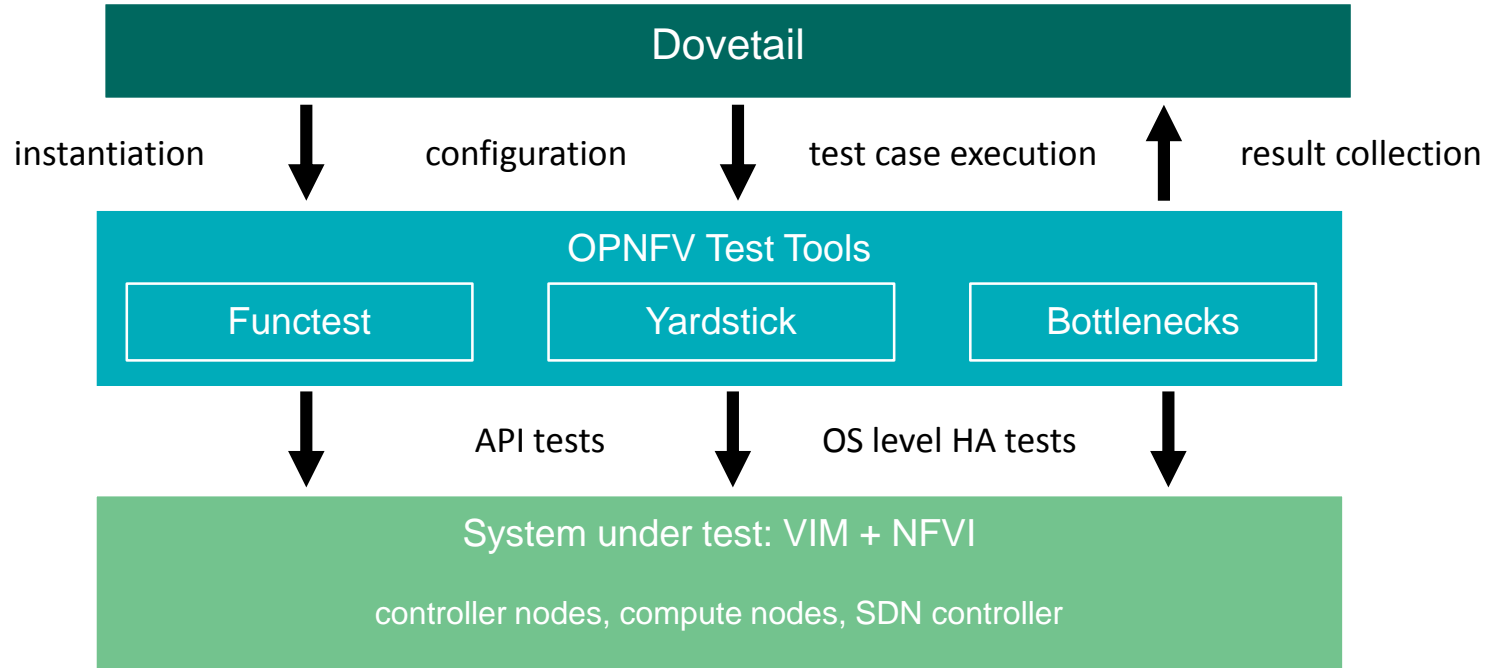 Dovetail
instantiation
configuration
test case execution
result collection
OPNFV Test Tools
Functest
Yardstick
Bottlenecks
API tests
OS level HA tests
System under test: VIM + NFVI
controller nodes, compute nodes, SDN controller